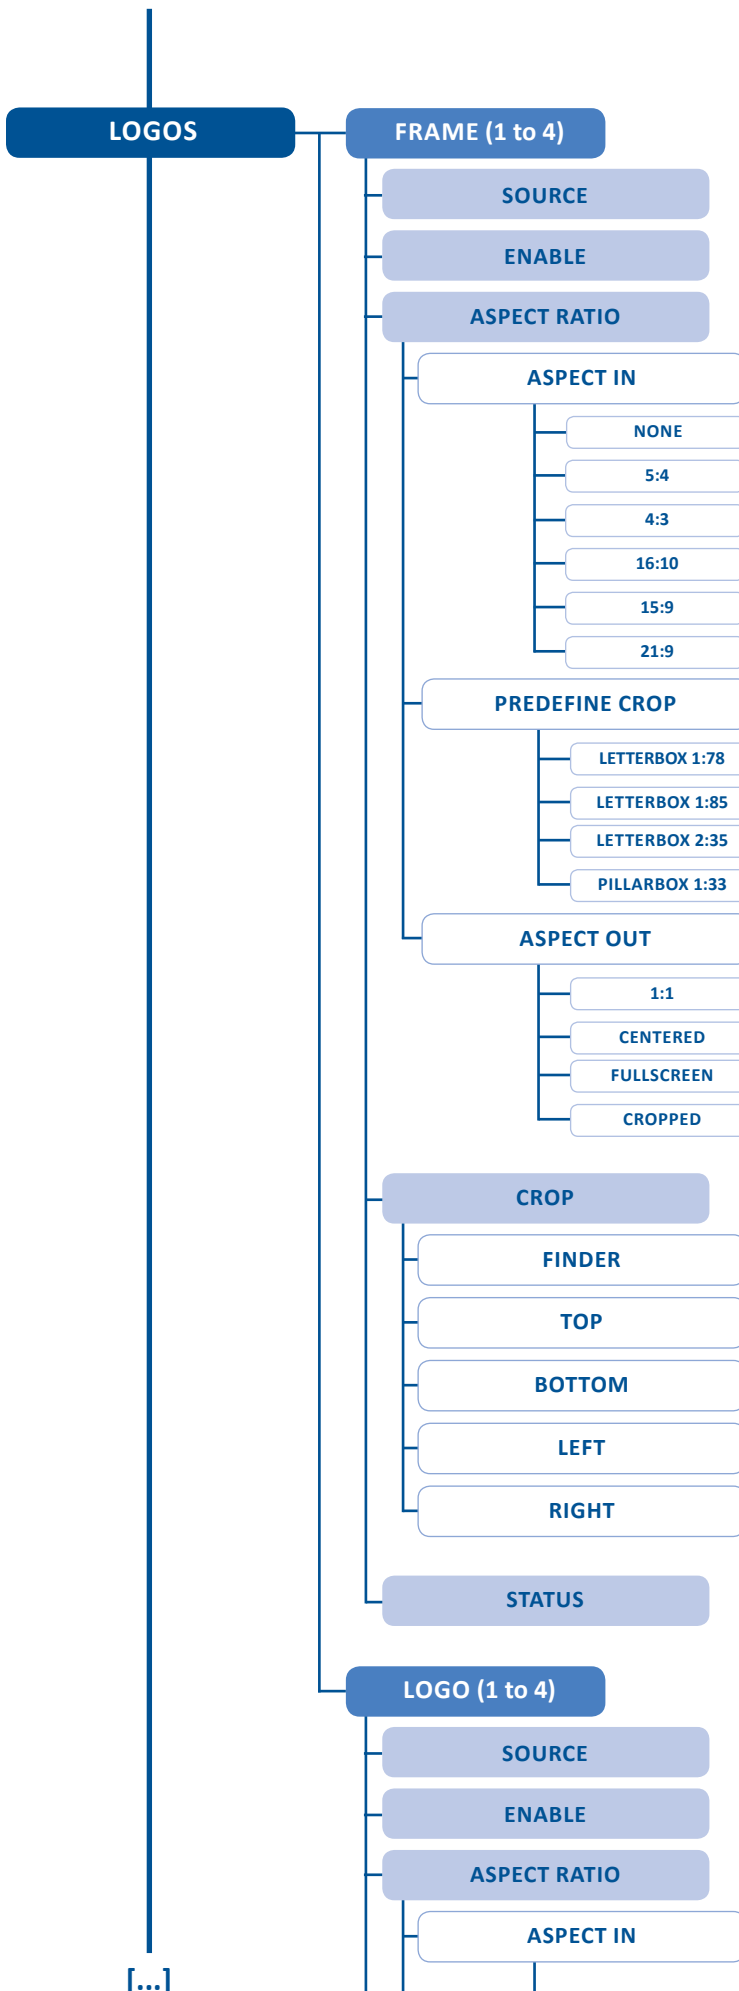 LOGOS
FRAME (1 to 4)
SOURCE
ENABLE
ASPECT RATIO
ASPECT IN
NONE
5:4
4:3
16:10
15:9
21:9
PREDEFINE CROP
LETTERBOX 1:78
LETTERBOX 1:85
LETTERBOX 2:35
PILLARBOX 1:33
ASPECT OUT
1:1
CENTERED
FULLSCREEN
CROPPED
CROP
FINDER
TOP
BOTTOM
LEFT
RIGHT
STATUS
LOGO (1 to 4)
SOURCE
ENABLE
ASPECT RATIO
ASPECT IN
[...]